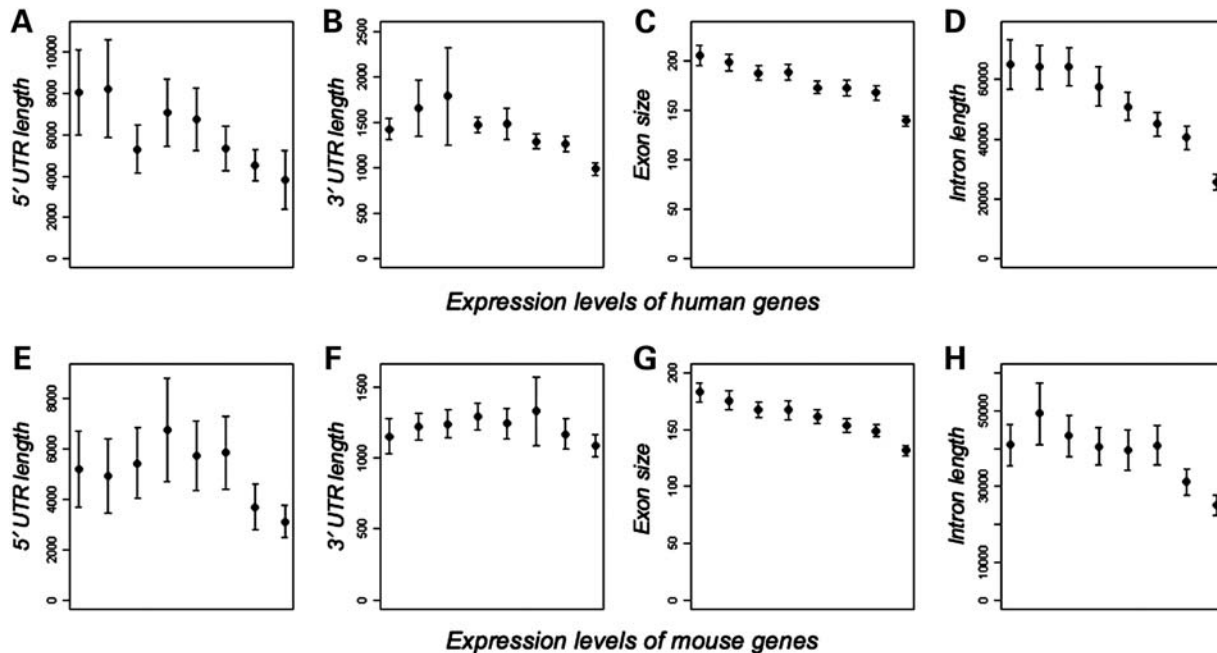 A B C D
5′ UTR length
0 2000 4000 6000 8000 10000
3′ UTR length
0 500 1000 1500 2000 2500
Exon size
0 50 100 150 200
Intron length
0 20000 40000 60000
Expression levels of human genes
E F G H
5′ UTR length
0 2000 4000 6000 8000
3′ UTR length
0 500 1000 1500
Exon size
0 50 100 150 200
Intron length
0 10000 30000 50000
Expression levels of mouse genes